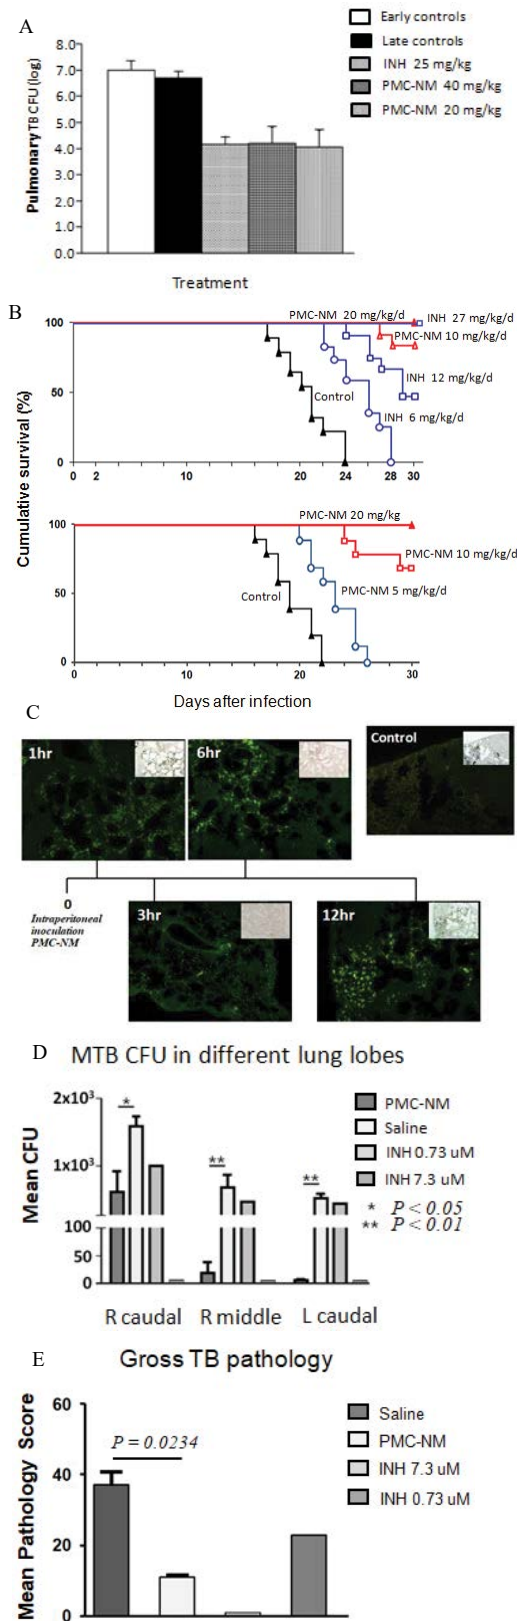 A
Early controls
Late controls
INH 25 mg/kg
PMC-NM 40 mg/kg
PMC-NM 20 mg/kg
Pulmonary TB CFU (log)
8.0
7.0
6.0
5.0
4.0
3.0
2.0
1.0
0.0
Treatment
B
Cumulative survival (%)
PMC-NM 20 mg/kg/d
INH 27 mg/kg/d
PMC-NM 10 mg/kg/d
INH 12 mg/kg/d
Control
INH 6 mg/kg/d
100
50
0
0 2 10 20 24 28 30
PMC-NM 20 mg/kg
PMC-NM 10 mg/kg/d
Control
PMC-NM 5 mg/kg/d
100
50
0
0 10 20 30
Days after infection
C
1hr
6hr
Control
0
Intraperitoneal
inoculation
PMC-NM
3hr
12hr
D MTB CFU in different lung lobes
Mean CFU
2x10³
1x10³
100
50
0
*
**
**
PMC-NM
Saline
INH 0.73 uM
INH 7.3 uM
* P < 0.05
** P < 0.01
R caudal R middle L caudal
E Gross TB pathology
Mean Pathology Score
60
40
20
0
P = 0.0234
Saline
PMC-NM
INH 7.3 uM
INH 0.73 uM